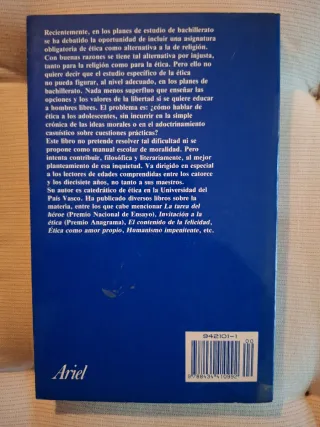 Recientemente, en los planes de estudio de bachillerato
se ha debatido la oportunidad de incluir una asignatura
obligatoria de ética como alternativa a la de religión.
Con buenas razones se tiene tal alternativa por injusta,
tanto para la religión como para la ética. Pero ello no
quiere decir que el estudio específico de la ética
no pueda figurar, al nivel adecuado, en los planes de
bachillerato. Nada menos superfluo que enseñar las
opciones y los valores de la libertad si se quiere educar
a hombres libres. El problema es: ¿cómo hablar de
ética a los adolescentes, sin incurrir en la simple
crónica de las ideas morales o en el adoctrinamiento
casuístico sobre cuestiones prácticas?
Este libro no pretende resolver tal dificultad ni se
propone como manual escolar de moralidad. Pero
intenta contribuir, filosófica y literariamente, al mejor
planteamiento de esa inquietud. Va dirigido en especial
a los lectores de edades comprendidas entre los catorce
y los diecisiete años, no tanto a sus maestros.
Su autor es catedrático de ética en la Universidad del
País Vasco. Ha publicado diversos libros sobre la
materia, entre los que cabe mencionar La tarea del
héroe (Premio Nacional de Ensayo), Invitación a la
ética (Premio Anagrama), El contenido de la felicidad,
Ética como amor propio, Humanismo impenitente, etc.
942101-1
00
Ariel